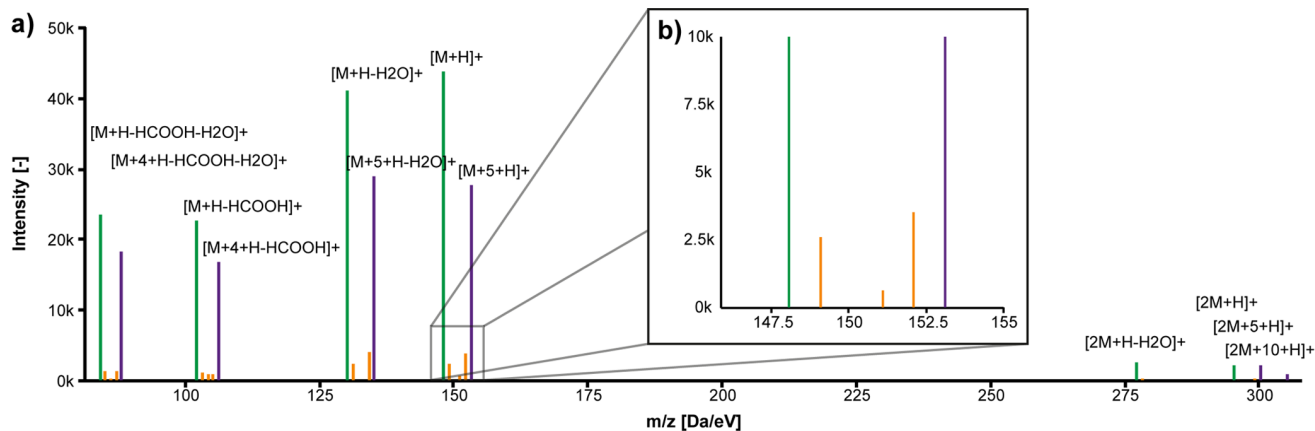 a)
50k
40k
30k
20k
10k
0k
Intensity [-]
[M+H-HCOOH-H2O]+
[M+4+H-HCOOH-H2O]+
[M+H-HCOOH]+
[M+4+H-HCOOH]+
[M+H-H2O]+
[M+H]+
[M+5+H-H2O]+
[M+5+H]+
b)
10k
7.5k
5k
2.5k
0k
147.5 150 152.5 155
[2M+H-H2O]+
[2M+H]+
[2M+5+H]+
[2M+10+H]+
100 125 150 175 200 225 250 275 300
m/z [Da/eV]